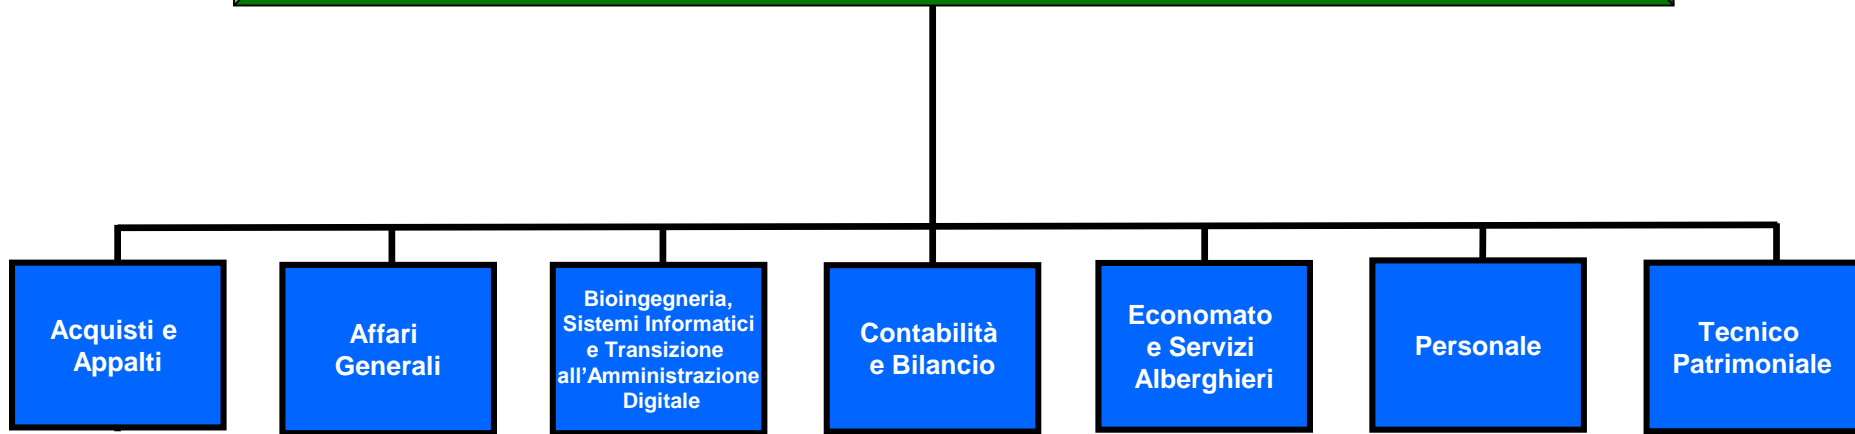 Acquisti e
Appalti
Affari
Generali
Bioingegneria,
Sistemi Informatici
e Transizione
all’Amministrazione
Digitale
Contabilità
e Bilancio
Economato
e Servizi
Alberghieri
Personale
Tecnico
Patrimoniale